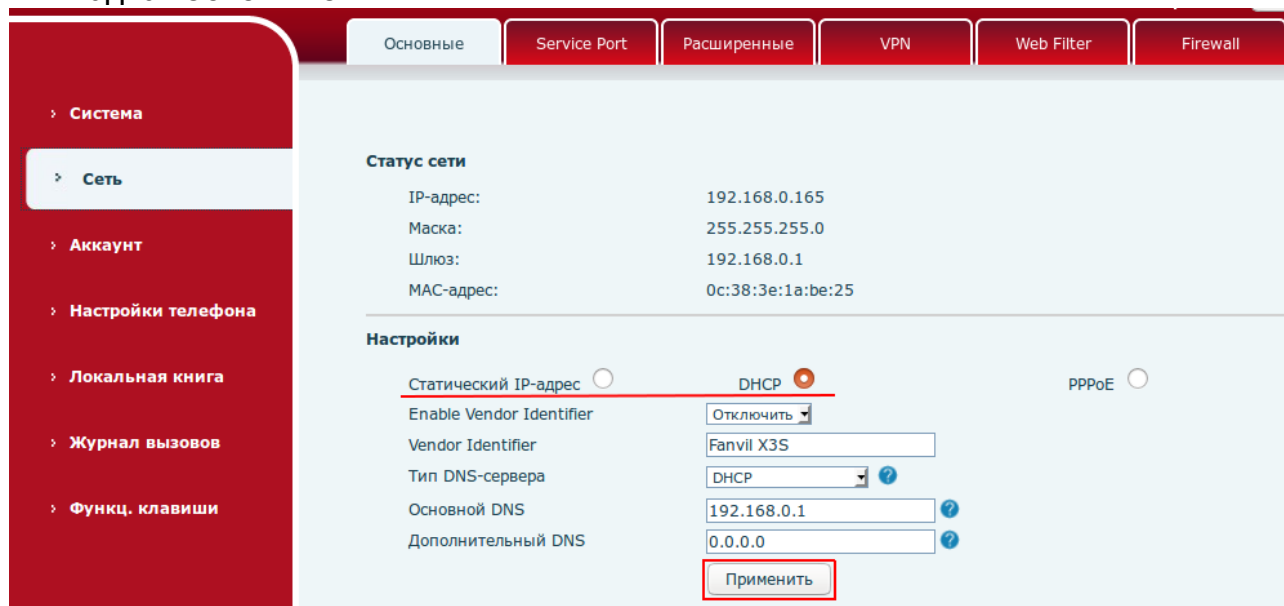 Основные Service Port Расширенные VPN Web Filter Firewall
Система
Сеть
Аккаунт
Настройки телефона
Локальная книга
Журнал вызовов
Функц. клавиши
Статус сети
IP-адрес: 192.168.0.165
Маска: 255.255.255.0
Шлюз: 192.168.0.1
MAC-адрес: 0c:38:3e:1a:be:25
Настройки
Статический IP-адрес DHCP PPPoE
Enable Vendor Identifier Отключить
Vendor Identifier Fanvil X3S
Тип DNS-сервера DHCP ?
Основной DNS 192.168.0.1 ?
Дополнительный DNS 0.0.0.0 ?
Применить